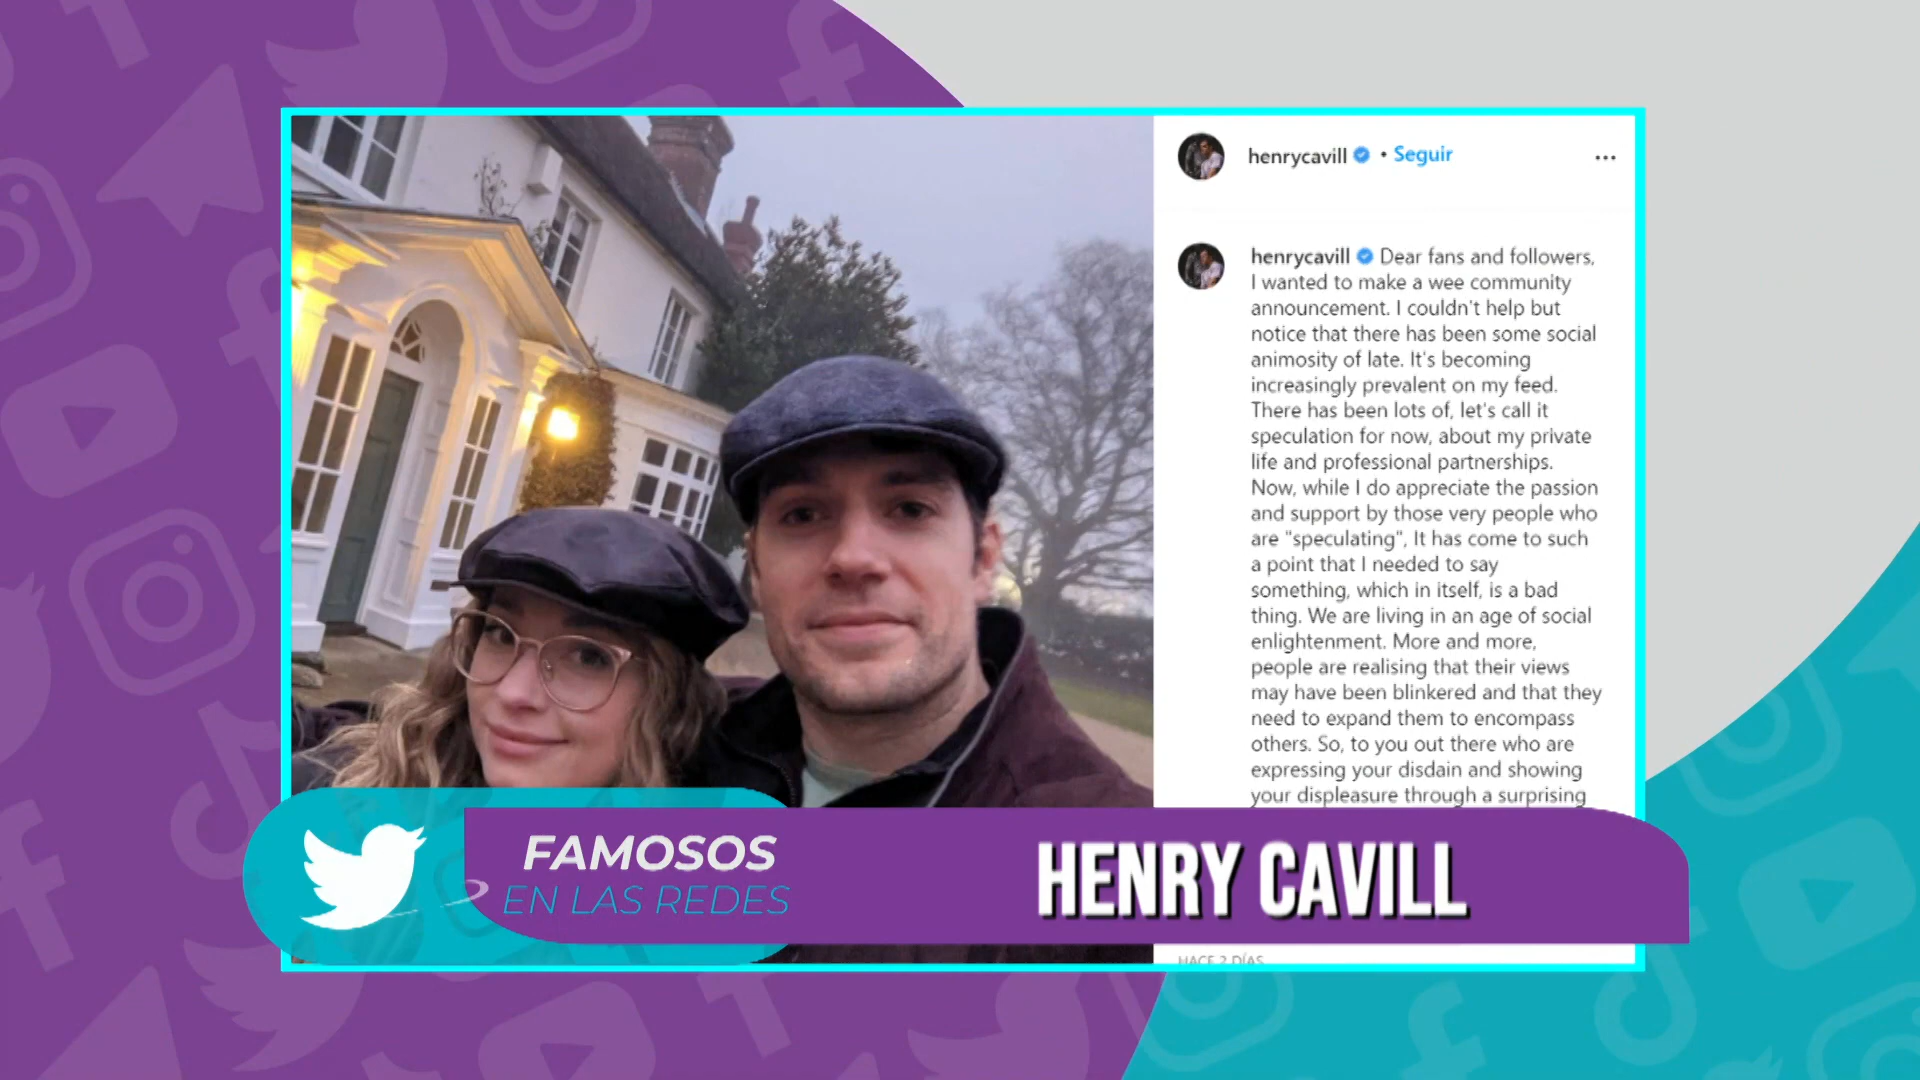 henrycavill • Seguir
henrycavill Dear fans and followers,
I wanted to make a wee community
announcement. I couldn't help but
notice that there has been some social
animosity of late. It's becoming
increasingly prevalent on my feed.
There has been lots of, let's call it
speculation for now, about my private
life and professional partnerships.
Now, while I do appreciate the passion
and support by those very people who
are "speculating", It has come to such
a point that I needed to say
something, which in itself, is a bad
thing. We are living in an age of social
enlightenment. More and more,
people are realising that their views
may have been blinkered and that they
need to expand them to encompass
others. So, to you out there who are
expressing your disdain and showing
your displeasure through a surprising
FAMOSOS
EN LAS REDES
HENRY CAVILL
HACE 2 DÍAS